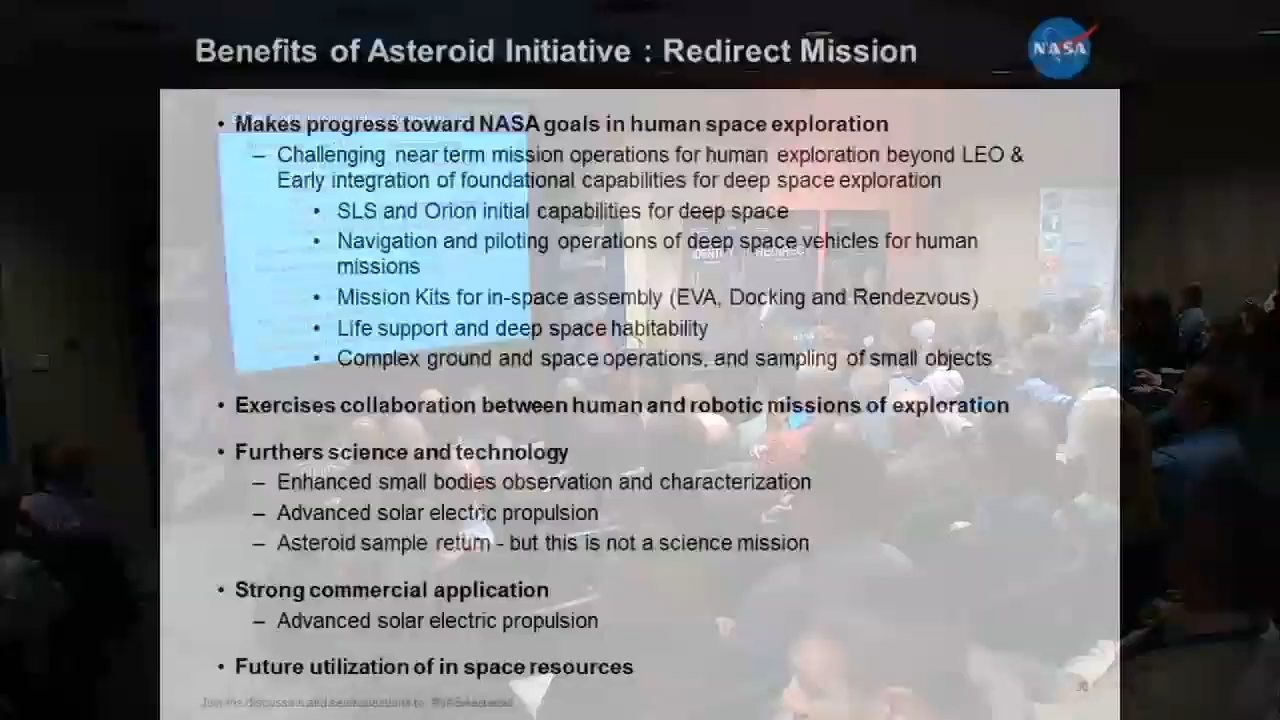 Benefits of Asteroid Initiative : Redirect Mission
NASA
• Makes progress toward NASA goals in human space exploration
– Challenging near term mission operations for human exploration beyond LEO &
Early integration of foundational capabilities for deep space exploration
• SLS and Orion initial capabilities for deep space
• Navigation and piloting operations of deep space vehicles for human
missions
• Mission Kits for in-space assembly (EVA, Docking and Rendezvous)
• Life support and deep space habitability
• Complex ground and space operations, and sampling of small objects
• Exercises collaboration between human and robotic missions of exploration
• Furthers science and technology
– Enhanced small bodies observation and characterization
– Advanced solar electric propulsion
– Asteroid sample return - but this is not a science mission
• Strong commercial application
– Advanced solar electric propulsion
• Future utilization of in space resources
IDENTIFY REDIRECT